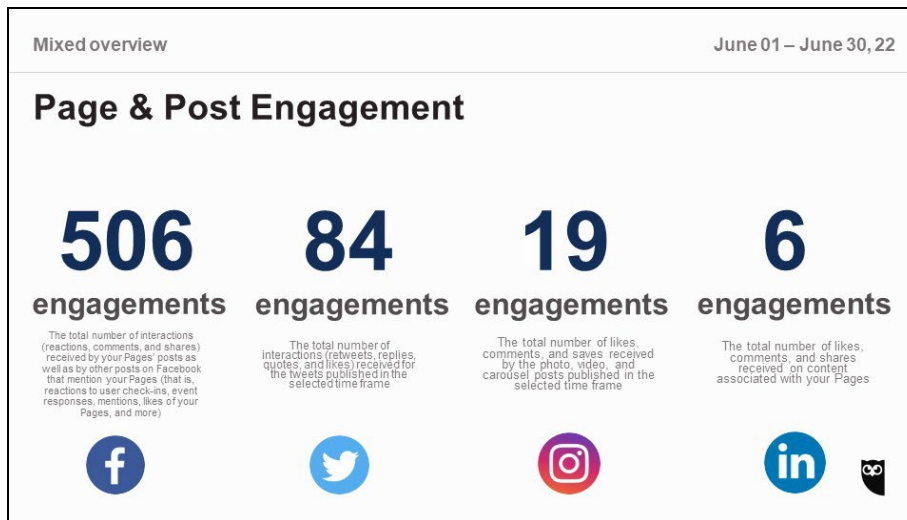 Mixed overview
June 01 – June 30, 22
Page & Post Engagement
506
engagements
The total number of interactions
(reactions, comments, and shares)
received by your Pages' posts as
well as by other posts on Facebook
that mention your Pages (that is,
reactions to user check-ins, event
responses, mentions, likes of your
Pages, and more)
84
engagements
The total number of
interactions (retweets, replies,
quotes, and likes) received for
the tweets published in the
selected time frame
19
engagements
The total number of likes,
comments, and saves received
by the photo, video, and
carousel posts published in the
selected time frame
6
engagements
The total number of likes,
comments, and shares
received on content
associated with your Pages
f
in